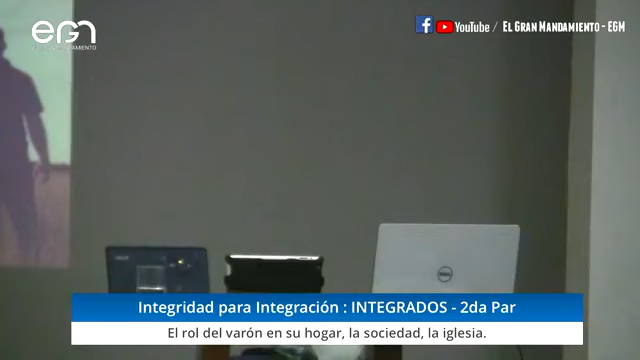 EGM
YouTube / EL GRAN MANDAMIENTO - EGM
DELL
Integridad para Integración : INTEGRADOS - 2da Par
El rol del varón en su hogar, la sociedad, la iglesia.